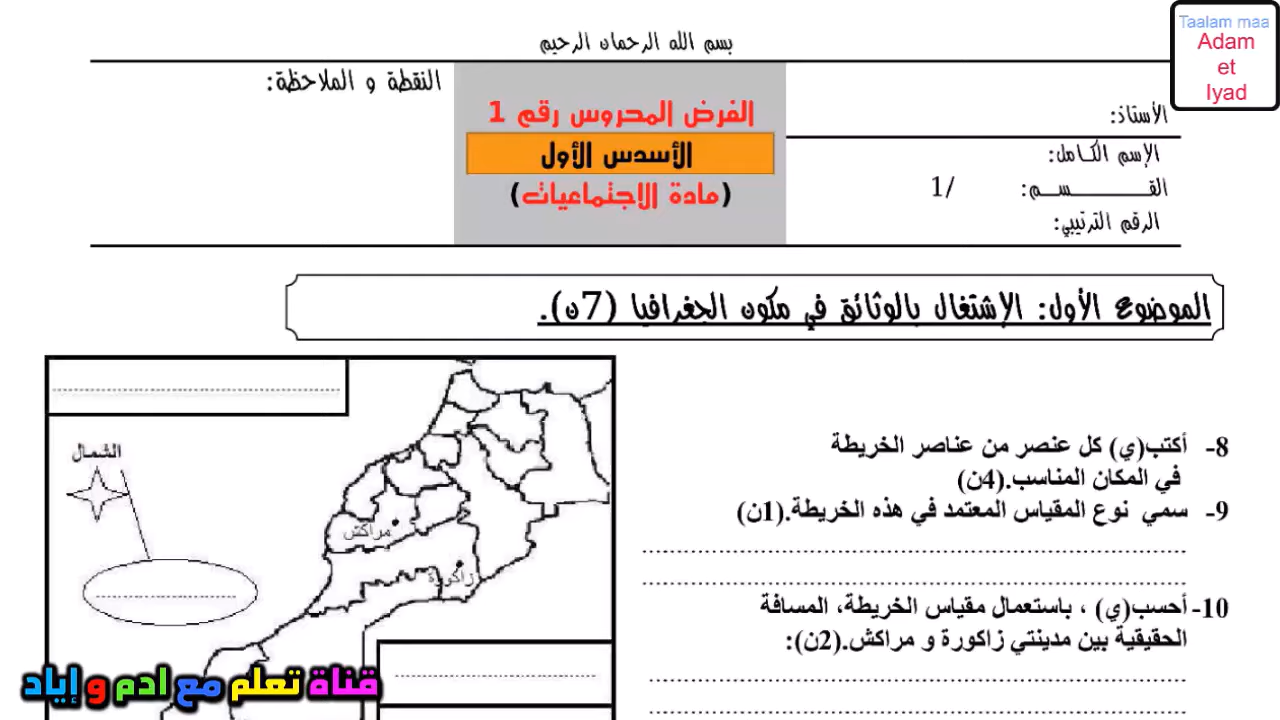 Taalam maa
Adam
et
Iyad
بسم الله الرحمان الرحيم
الأستاذ:
الإسم الكامل:
القـــــــسـم: 1/
الرقم الترتيبي:
الفرض المحروس رقم 1
الأسدس الأول
(مادة الاجتماعيات)
النقطة و الملاحظة:
الموضوع الأول: الإشتغال بالوثائق في مكون الجغرافيا (7ن).
8- أكتب(ي) كل عنصر من عناصر الخريطة
في المكان المناسب.(4ن)
9- سمي نوع المقياس المعتمد في هذه الخريطة.(1ن)
10- أحسب(ي) ، باستعمال مقياس الخريطة، المسافة
الحقيقية بين مدينتي زاكورة و مراكش.(2ن):
الشمال
مراكش
زاكورة
قناة تعلم مع ادم و إياد